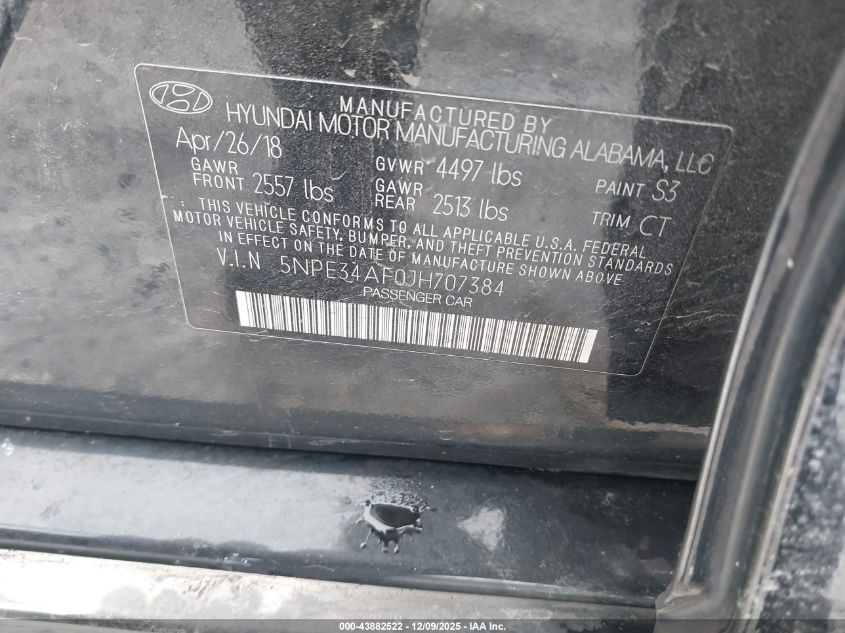 MANUFACTURED BY
HYUNDAI MOTOR MANUFACTURING ALABAMA, LLC
Apr/26/18
GVWR 4497 lbs
PAINT S3
GAWR FRONT 2557 lbs
GAWR REAR 2513 lbs
TRIM CT
THIS VEHICLE CONFORMS TO ALL APPLICABLE U.S.A. FEDERAL
MOTOR VEHICLE SAFETY, BUMPER, AND THEFT PREVENTION STANDARDS
IN EFFECT ON THE DATE OF MANUFACTURE SHOWN ABOVE
V.I.N 5NPE34AF0JH707384
PASSENGER CAR
000-43882522 - 12/09/2025 - IAA Inc.